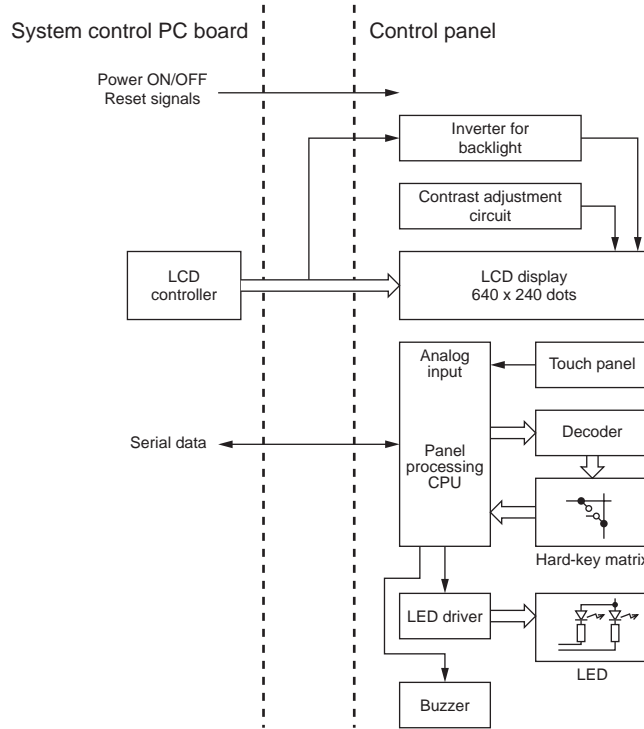 System control PC board
Control panel
Power ON/OFF
Reset signals
Inverter for
backlight
Contrast adjustment
circuit
LCD
controller
LCD display
640 x 240 dots
Analog
input
Touch panel
Serial data
Panel
processing
CPU
Decoder
Hard-key matrix
LED driver
LED
Buzzer